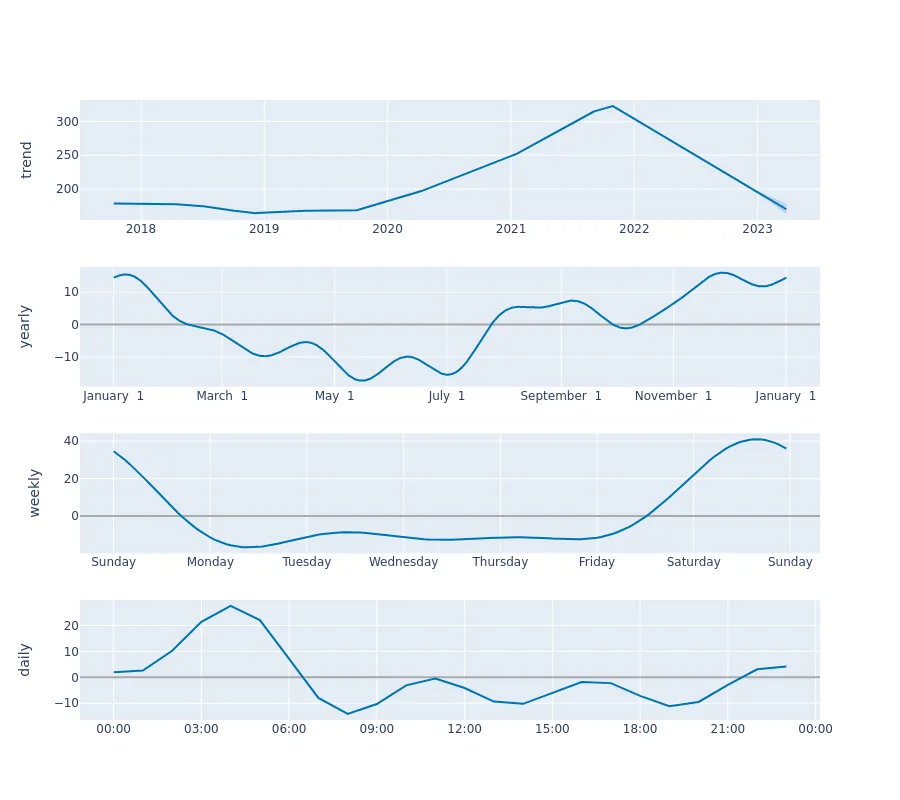 trend
300
250
200
2018 2019 2020 2021 2022 2023
yearly
10
0
−10
January 1 March 1 May 1 July 1 September 1 November 1 January 1
weekly
40
20
0
Sunday Monday Tuesday Wednesday Thursday Friday Saturday Sunday
daily
20
10
0
−10
00:00 03:00 06:00 09:00 12:00 15:00 18:00 21:00 00:00